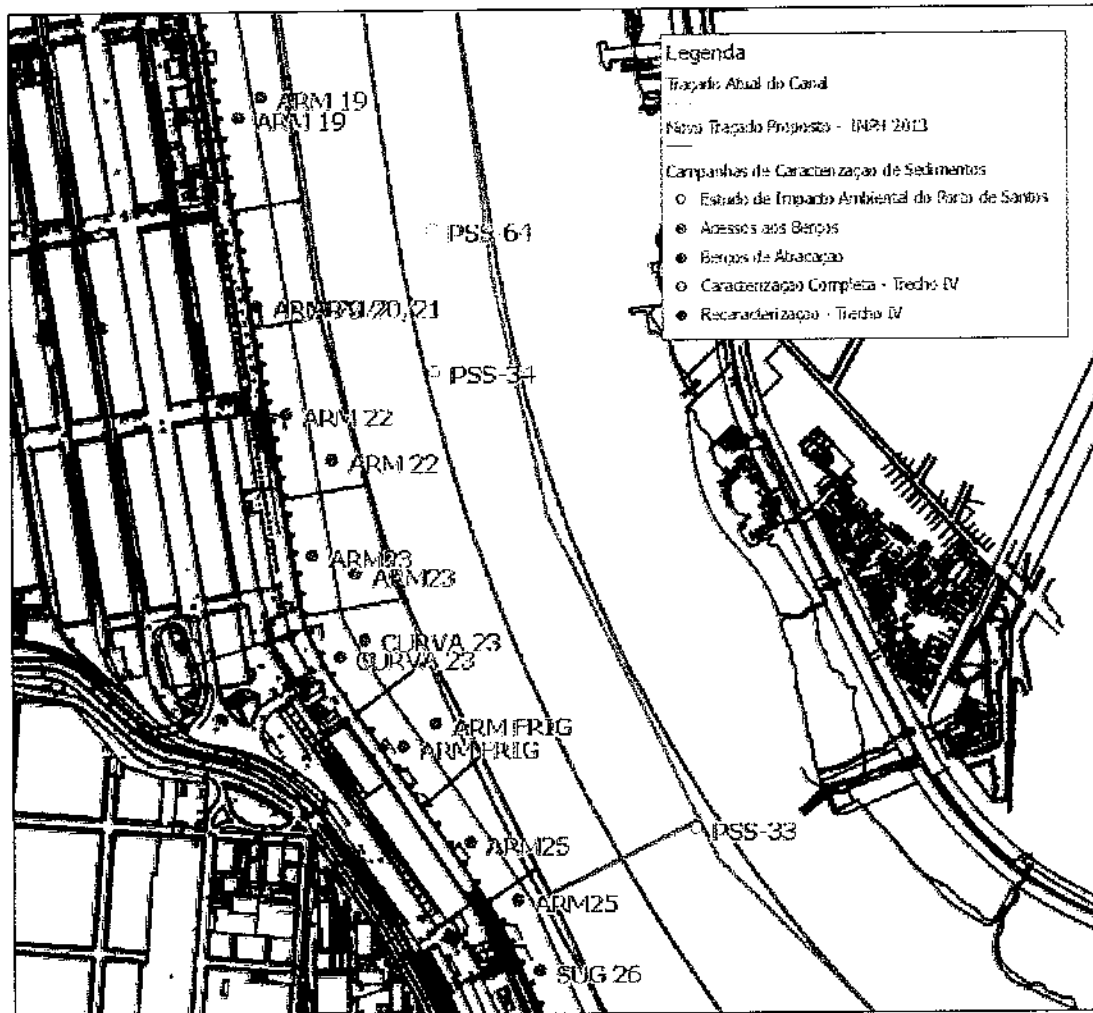 Legenda
Traçado Atual do Canal
Novo Traçado Proposto - INPH 2013
Campanhas de Caracterização de Sedimentos
Estudo de Impacto Ambiental do Porto de Santos
Acessos aos Berços
Berços de Atracação
Caracterização Completa - Trecho IV
Recaracterização - Trecho IV
ARM 19
ARM 19
PSS-64
20/21
PSS-34
ARM 22
ARM 22
ARM23
ARM23
CURVA 23
CURVA 23
ARM FRIG
ARM FRIG
PSS-33
ARM25
ARM25
SUG 26